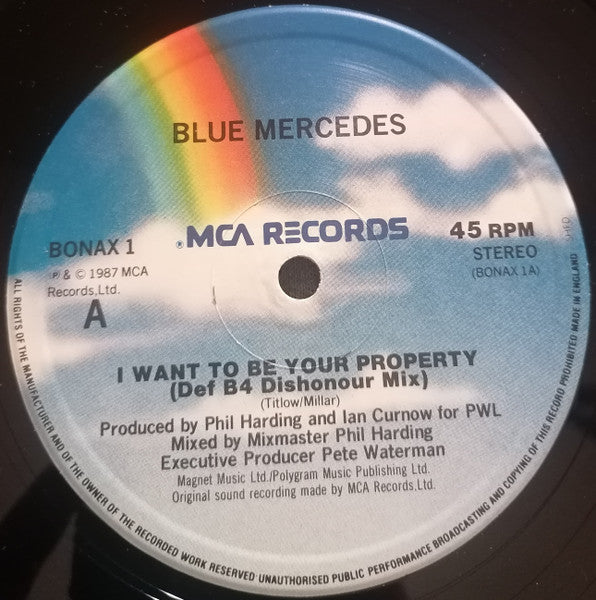 BLUE MERCEDES
®MCA RECORDS
BONAX 1
℗ & © 1987 MCA
Records,Ltd.
A
45 RPM
STEREO
(BONAX 1A)
I WANT TO BE YOUR PROPERTY
(Def B4 Dishonour Mix)
(Titlow/Millar)
Produced by Phil Harding and Ian Curnow for PWL
Mixed by Mixmaster Phil Harding
Executive Producer Pete Waterman
Magnet Music Ltd./Polygram Music Publishing Ltd.
Original sound recording made by MCA Records,Ltd.
ALL RIGHTS OF THE MANUFACTURER AND OF THE OWNER OF THE RECORDED WORK RESERVED UNAUTHORISED PUBLIC PERFORMANCE BROADCASTING AND COPYING OF THIS RECORD PROHIBITED MADE IN ENGLAND